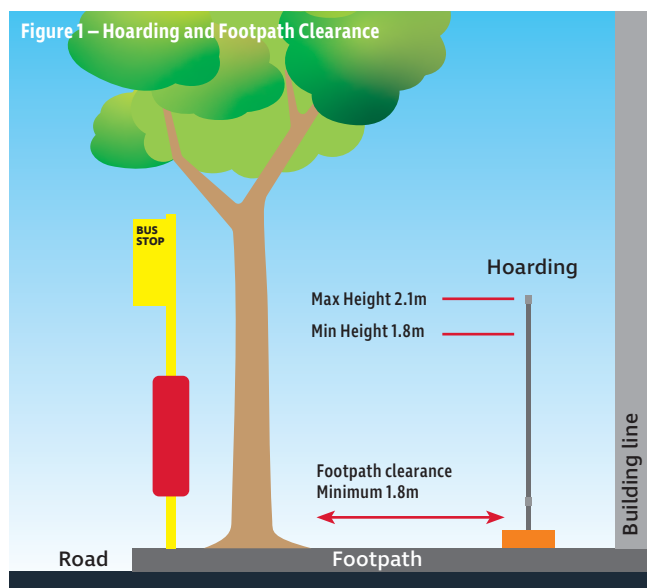 Figure 1 – Hoarding and Footpath Clearance
BUS
STOP
Hoarding
Max Height 2.1m
Min Height 1.8m
Footpath clearance
Minimum 1.8m
Building line
Road
Footpath